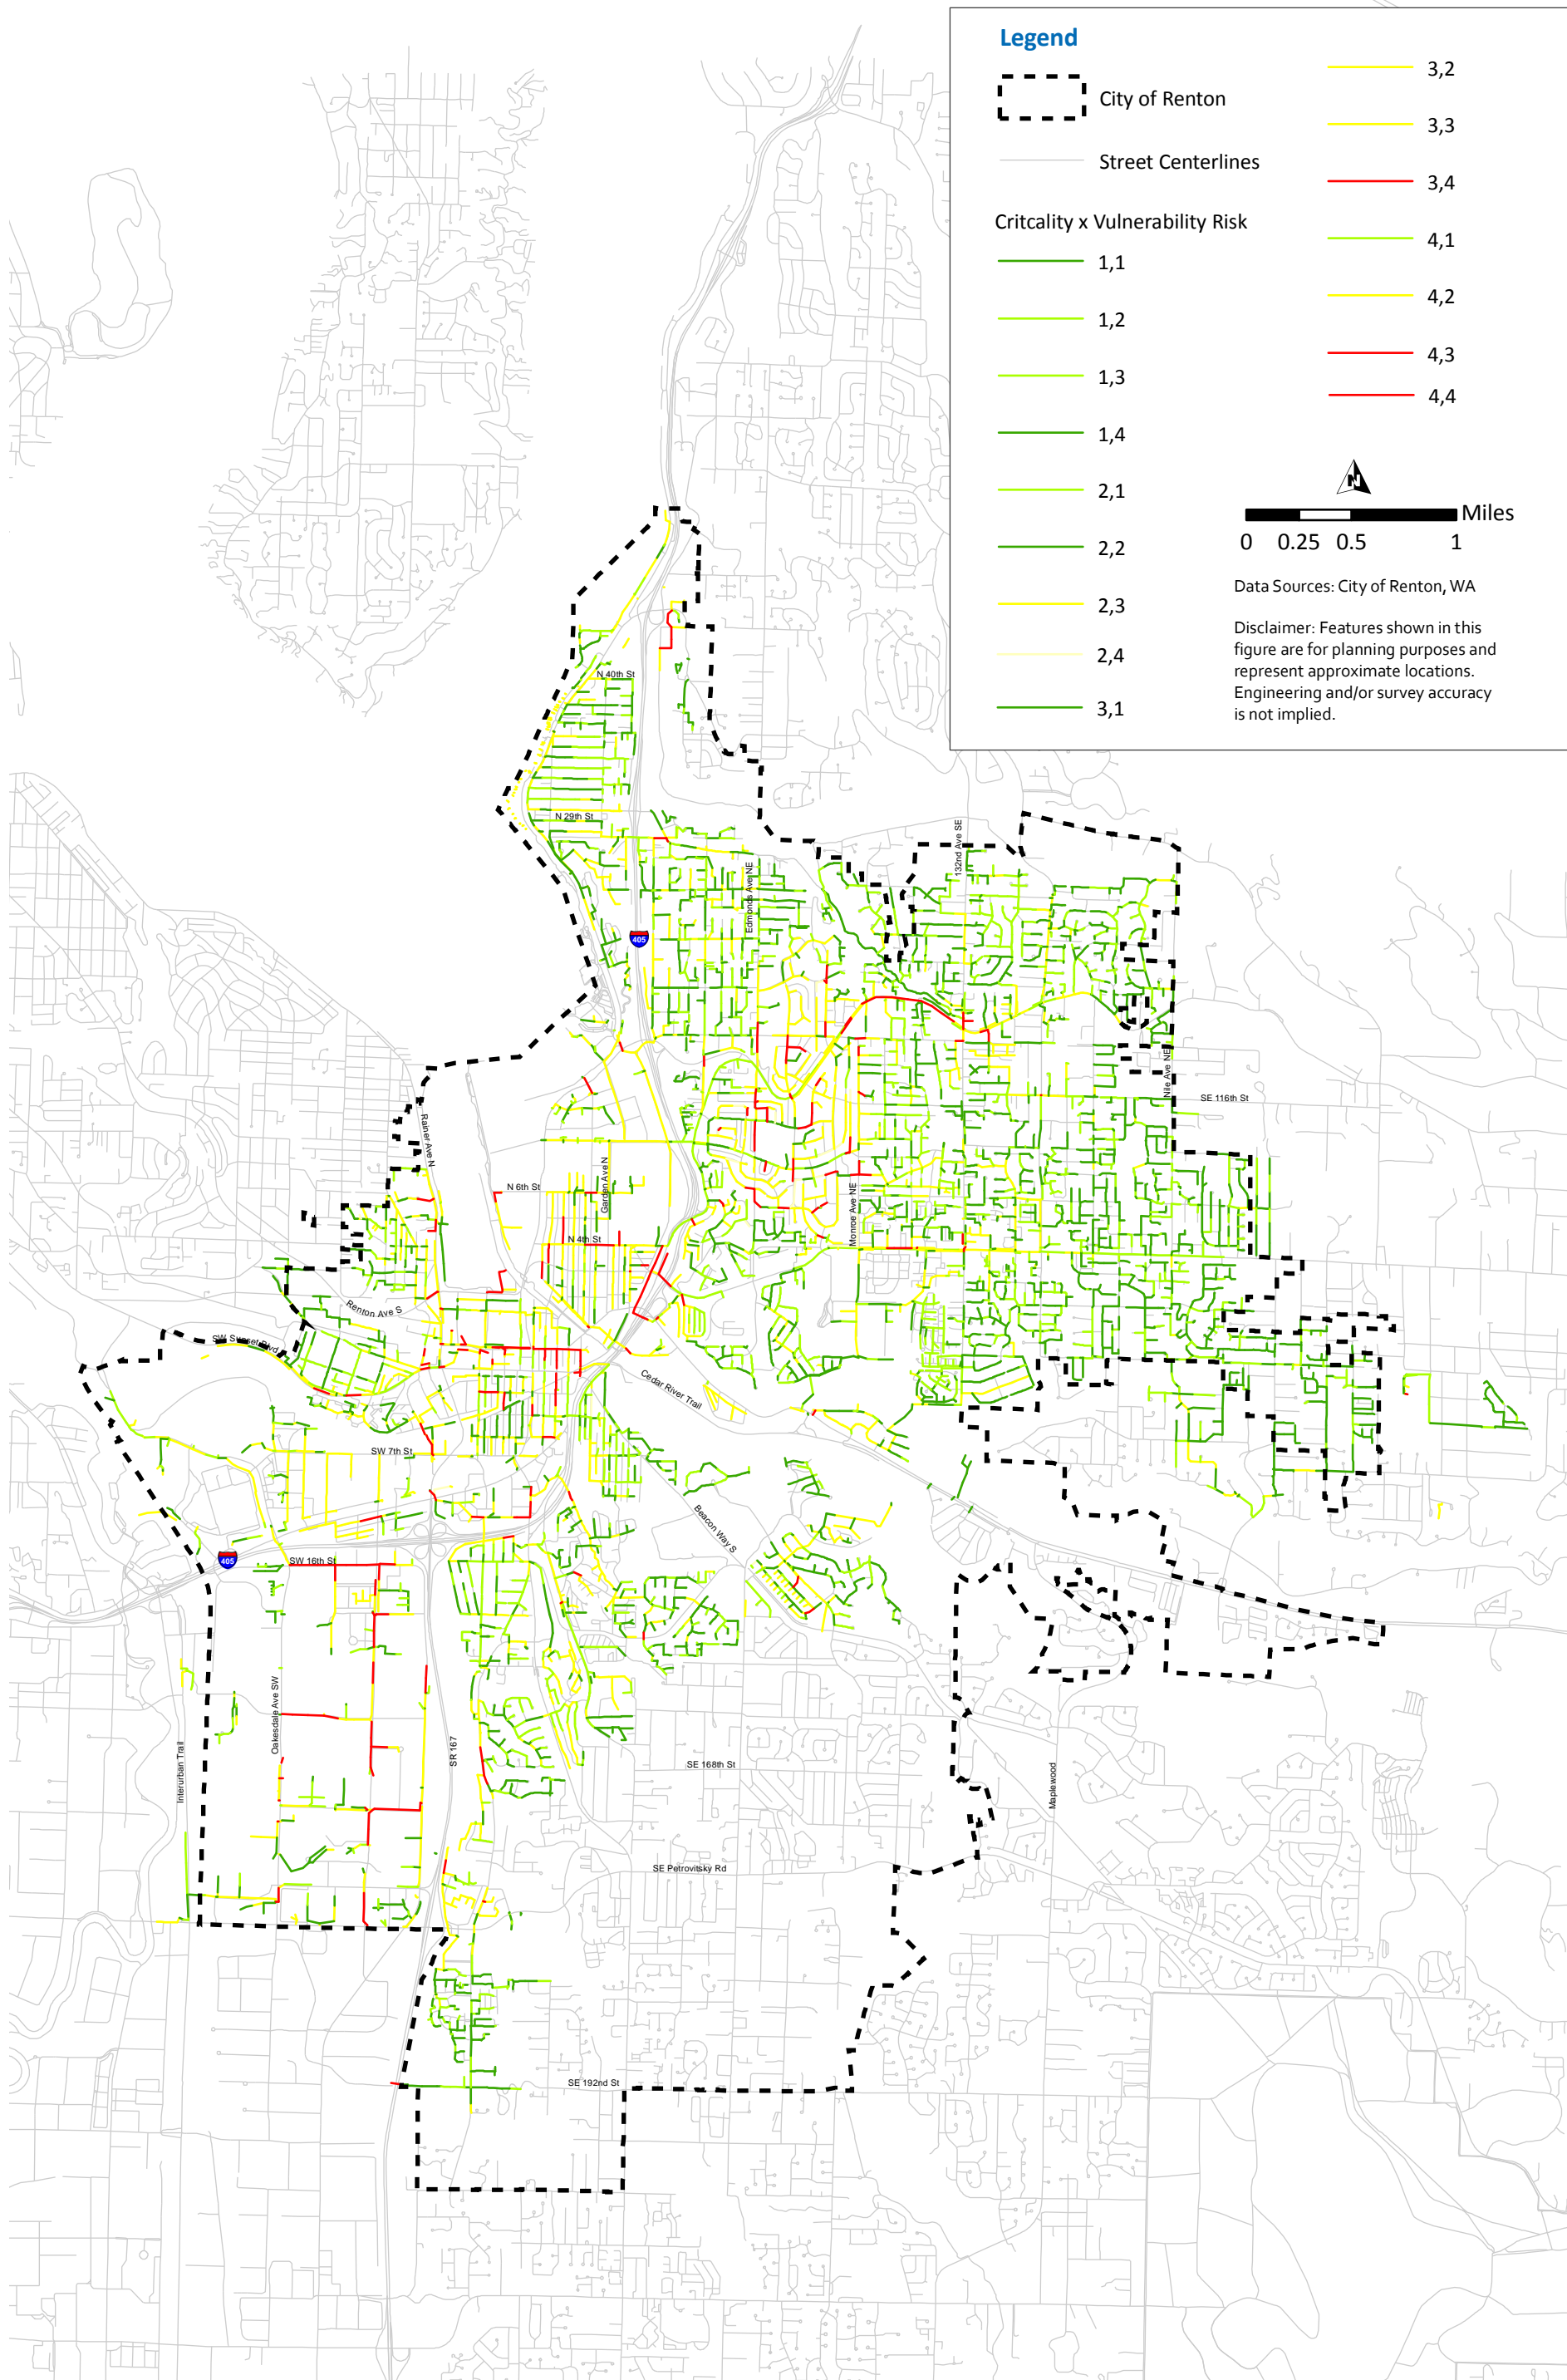 Legend
City of Renton
Street Centerlines
Critcality x Vulnerability Risk
1,1
1,2
1,3
1,4
2,1
2,2
2,3
2,4
3,1
3,2
3,3
3,4
4,1
4,2
4,3
4,4
N
Miles
0 0.25 0.5 1
Data Sources: City of Renton, WA
Disclaimer: Features shown in this
figure are for planning purposes and
represent approximate locations.
Engineering and/or survey accuracy
is not implied.
N 40th St
N 29th St
132nd Ave SE
Edmonds Ave NE
405
Nile Ave NE
SE 116th St
Rainer Ave N
N 6th St
Garden Ave N
Monroe Ave NE
N 4th St
Renton Ave S
SW Sunset Blvd
Cedar River Trail
SW 7th St
Beacon Way S
405
SW 16th St
Oakesdale Ave SW
Interurban Trail
SR 167
SE 168th St
Maplewood
SE Petrovitsky Rd
SE 192nd St